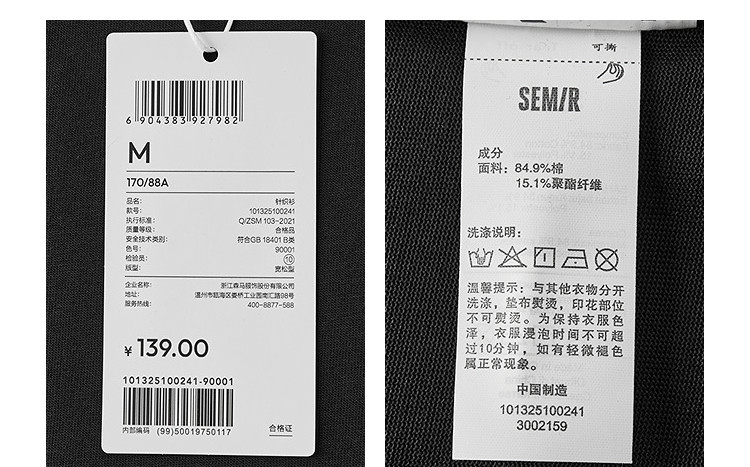 6 904383 927982
M
170/88A
品名: 针织衫
款号: 101325100241
执行标准: Q/ZSM 103-2021
质量等级: 合格品
安全技术类别: 符合GB 18401 B类
色号: 90001
检验员: 10
版型: 宽松型
企业名称: 浙江森马服饰股份有限公司
地址: 温州市瓯海区娄桥工业园南汇路98号
服务热线: 400-8877-588
¥ 139.00
101325100241-90001
内部编码 (99)50019750117
合格证
可撕
SEMIR
成分
面料: 84.9%棉
15.1%聚酯纤维
洗涤说明:
温馨提示: 与其他衣物分开
洗涤, 垫布熨烫, 印花部位
不可熨烫。为保持衣服色
泽, 衣服浸泡时间不可超
过10分钟, 如有轻微褪色
属正常现象。
中国制造
101325100241
3002159